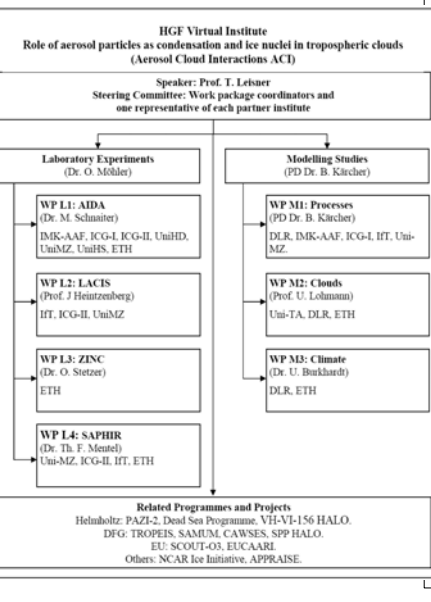 HGF Virtual Institute
Role of aerosol particles as condensation and ice nuclei in tropospheric clouds
(Aerosol Cloud Interactions ACI)
Speaker: Prof. T. Leisner
Steering Committee: Work package coordinators and
one representative of each partner institute
Laboratory Experiments
(Dr. O. Möhler)
Modelling Studies
(PD Dr. B. Kärcher)
WP L1: AIDA
(Dr. M. Schnaiter)
IMK-AAF, ICG-I, ICG-II, UniHD,
UniMZ, UniHS, ETH
WP M1: Processes
(PD Dr. B. Kärcher)
DLR, IMK-AAF, ICG-I, IfT, Uni-
MZ.
WP L2: LACIS
(Prof. J Heintzenberg)
IfT, ICG-II, UniMZ
WP M2: Clouds
(Prof. U. Lohmann)
Uni-TA, DLR, ETH
WP L3: ZINC
(Dr. O. Stetzer)
ETH
WP M3: Climate
(Dr. U. Burkhardt)
DLR, ETH
WP L4: SAPHIR
(Dr. Th. F. Mentel)
Uni-MZ, ICG-II, IfT, ETH
Related Programmes and Projects
Helmholtz: PAZI-2, Dead Sea Programme, VH-VI-156 HALO.
DFG: TROPEIS, SAMUM, CAWSES, SPP HALO.
EU: SCOUT-O3, EUCAARI.
Others: NCAR Ice Initiative, APPRAISE.